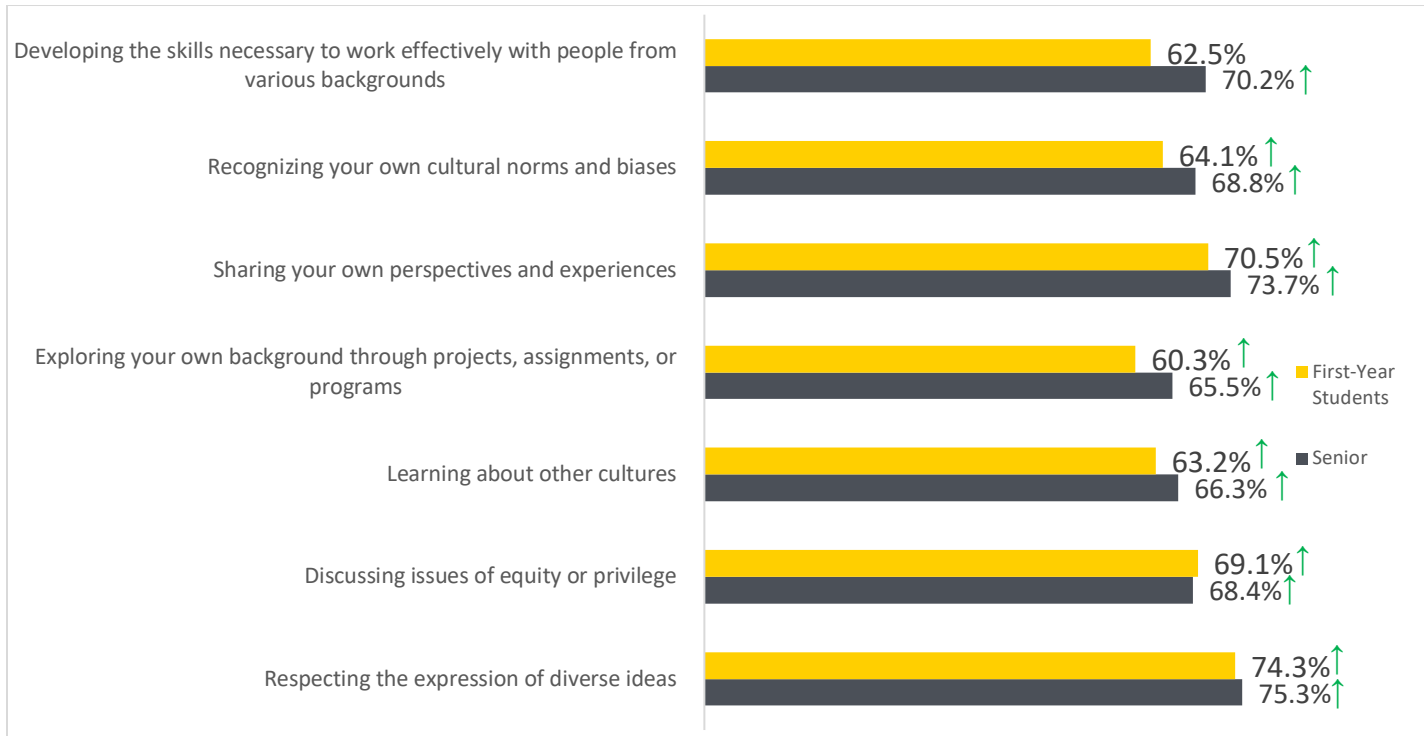 Developing the skills necessary to work effectively with people from
various backgrounds
62.5%
70.2% ↑
Recognizing your own cultural norms and biases
64.1% ↑
68.8% ↑
Sharing your own perspectives and experiences
70.5% ↑
73.7% ↑
Exploring your own background through projects, assignments, or
programs
60.3% ↑
65.5% ↑
First-Year
Students
Learning about other cultures
63.2% ↑
66.3% ↑
Senior
Discussing issues of equity or privilege
69.1% ↑
68.4% ↑
Respecting the expression of diverse ideas
74.3% ↑
75.3% ↑